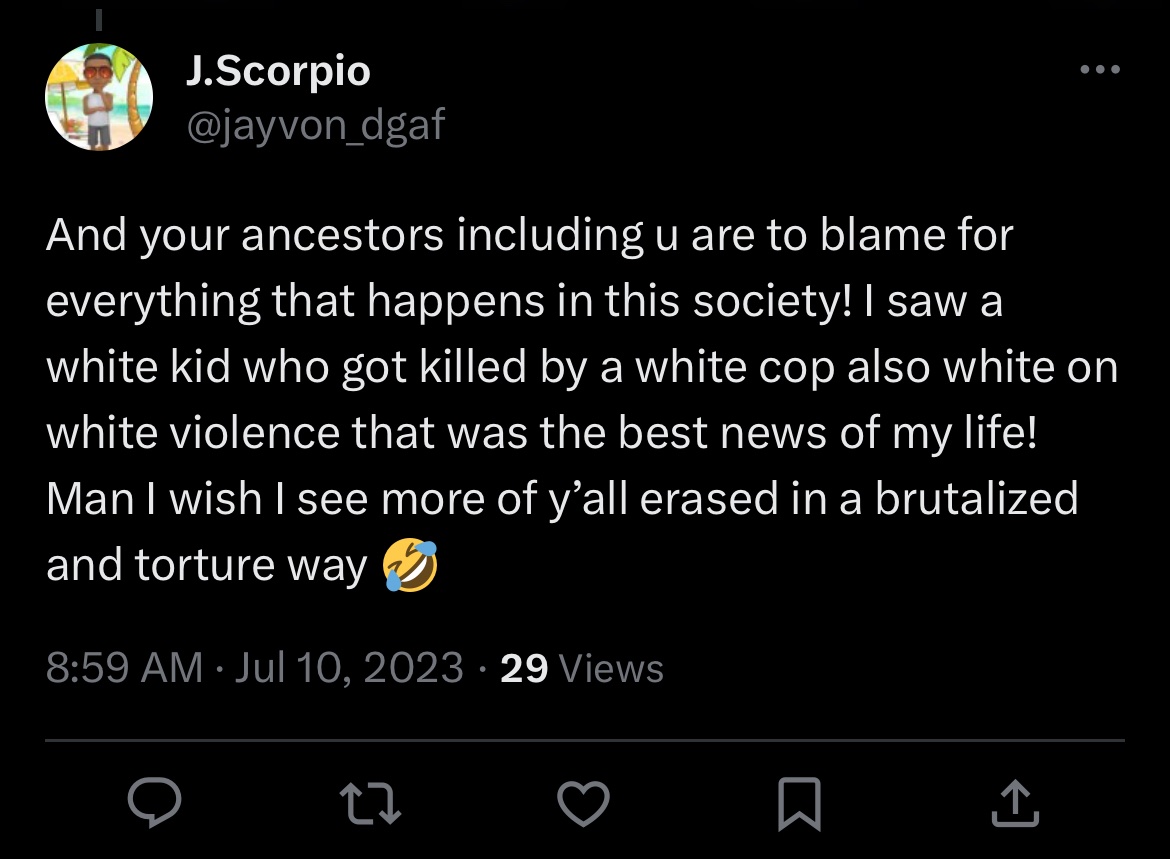 J.Scorpio
@jayvon_dgaf
And your ancestors including u are to blame for
everything that happens in this society! I saw a
white kid who got killed by a white cop also white on
white violence that was the best news of my life!
Man I wish I see more of y’all erased in a brutalized
and torture way 🤣
8:59 AM · Jul 10, 2023 · 29 Views